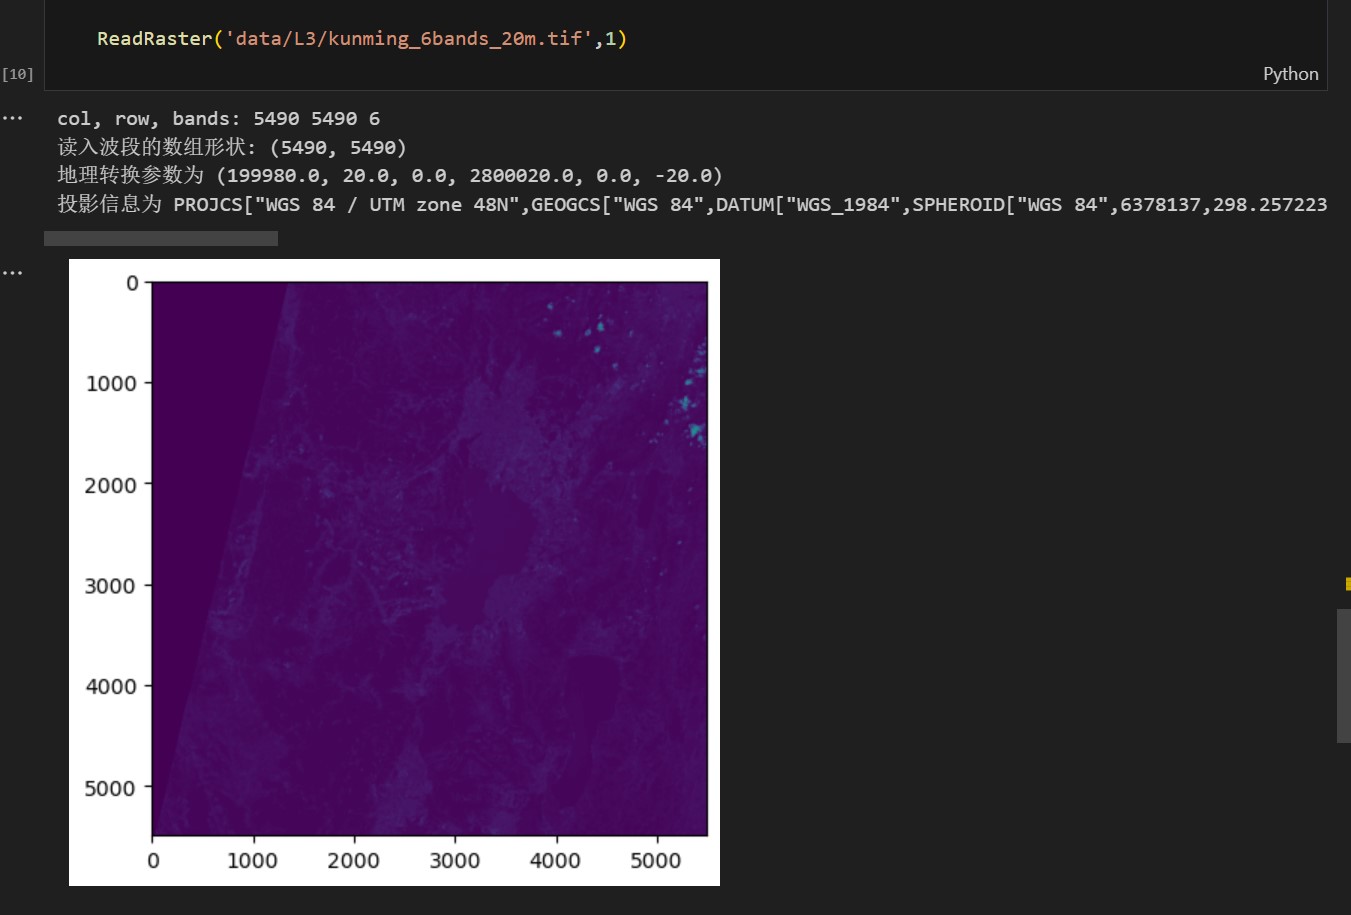 ReadRaster('data/L3/kunming_6bands_20m.tif',1)
[10]
Python
col, row, bands: 5490 5490 6
读入波段的数组形状: (5490, 5490)
地理转换参数为 (199980.0, 20.0, 0.0, 2800020.0, 0.0, -20.0)
投影信息为 PROJCS["WGS 84 / UTM zone 48N",GEOGCS["WGS 84",DATUM["WGS_1984",SPHEROID["WGS 84",6378137,298.257223
0
1000
2000
3000
4000
5000
0 1000 2000 3000 4000 5000